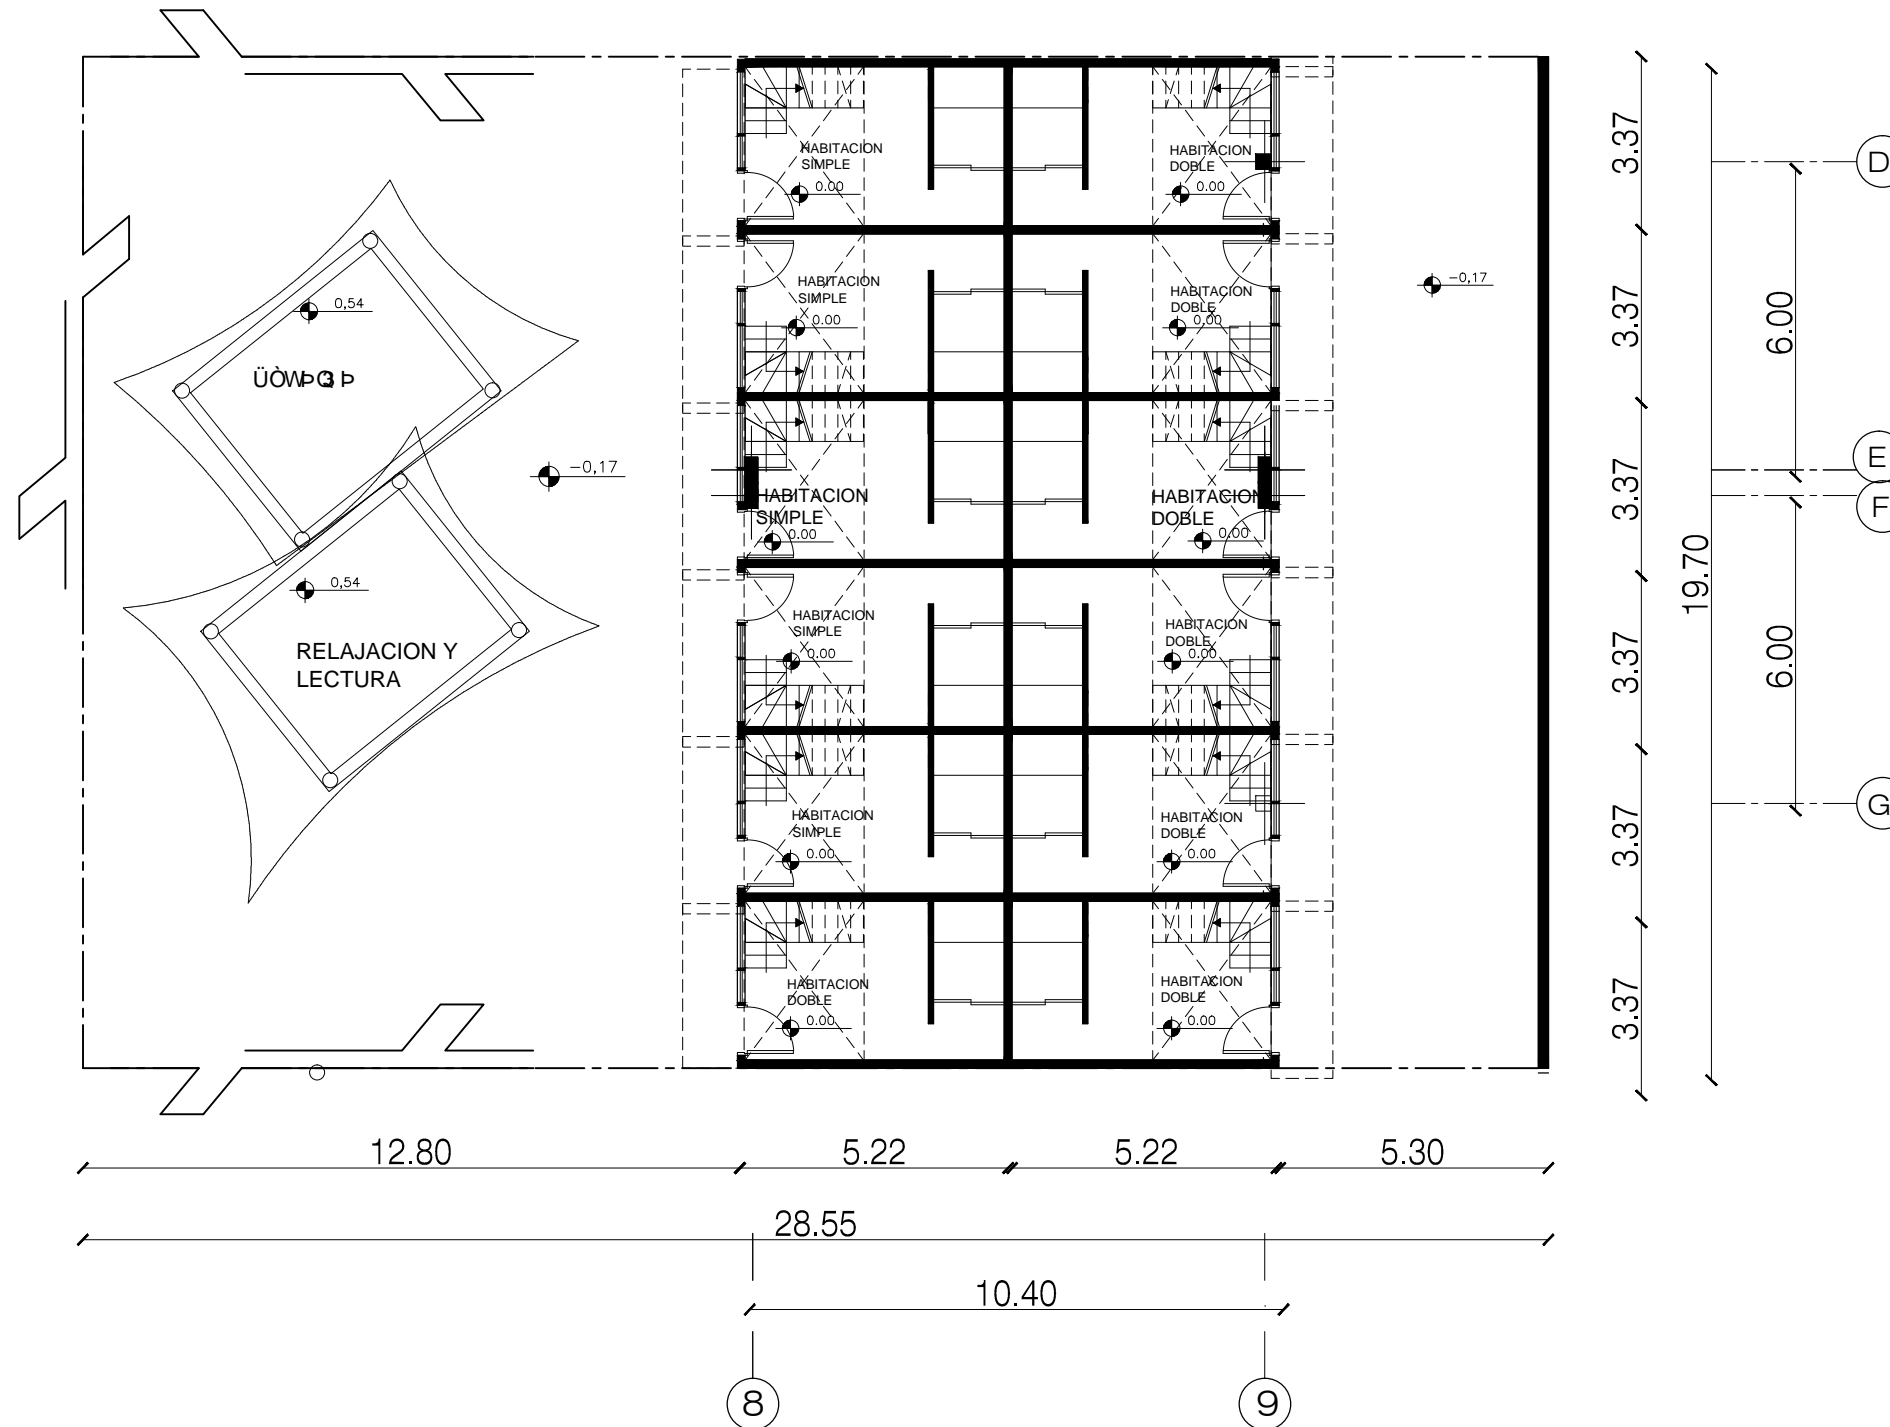 HABITACION
SIMPLE
0.00
HABITACION
DOBLE
0.00
3.37
D
HABITACION
SIMPLE
0.00
HABITACION
DOBLE
0.00
-0,17
3.37
6.00
0,54
HABITACION
SIMPLE
0.00
HABITACION
DOBLE
0.00
-0,17
3.37
E
F
19.70
0,54
RELAJACION Y
LECTURA
HABITACION
SIMPLE
0.00
HABITACION
DOBLE
0.00
3.37
6.00
HABITACION
SIMPLE
0.00
HABITACION
DOBLE
0.00
3.37
G
HABITACION
DOBLE
0.00
HABITACION
DOBLE
0.00
3.37
12.80
5.22
5.22
5.30
28.55
10.40
8
9